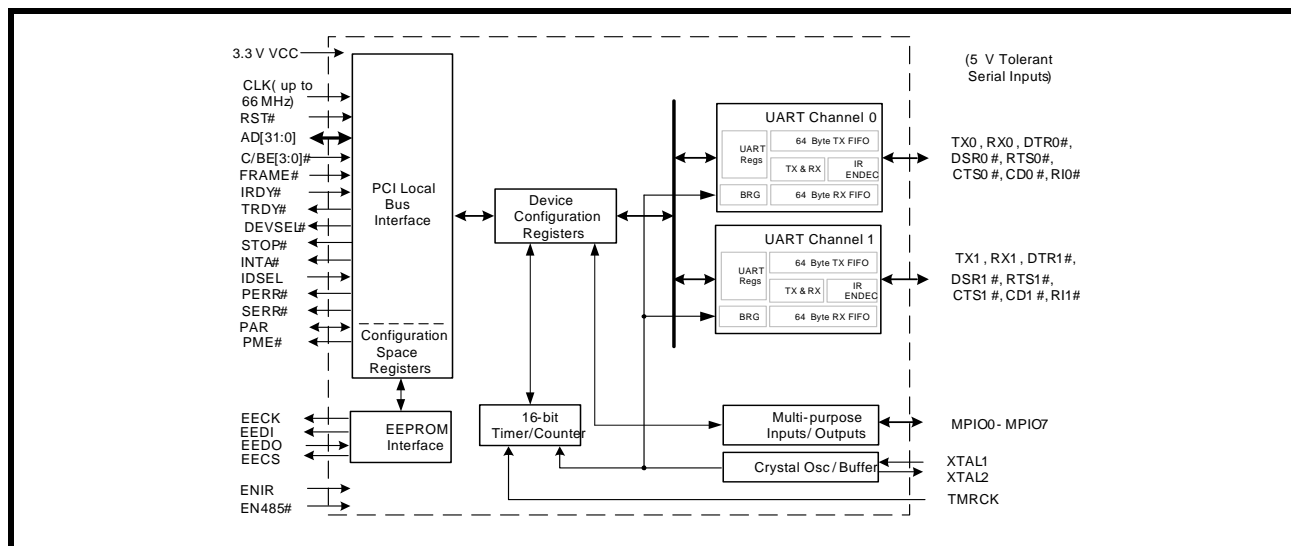 3.3 V VCC
CLK( up to
66 MHz)
RST#
AD[31:0]
C/BE[3:0]#
FRAME#
IRDY#
TRDY#
DEVSEL#
STOP#
INTA#
IDSEL
PERR#
SERR#
PAR
PME#
EECK
EEDI
EEDO
EECS
ENIR
EN485#
PCI Local
Bus
Interface
Configuration
Space
Registers
EEPROM
Interface
Device
Configuration
Registers
16-bit
Timer/Counter
UART Channel 0
UART
Regs
64 Byte TX FIFO
TX & RX
IR
ENDEC
BRG
64 Byte RX FIFO
UART Channel 1
UART
Regs
64 Byte TX FIFO
TX & RX
IR
ENDEC
BRG
64 Byte RX FIFO
Multi-purpose
Inputs/ Outputs
Crystal Osc / Buffer
(5 V Tolerant
Serial Inputs)
TX0 , RX0 , DTR0#,
DSR0 #, RTS0#,
CTS0 #, CD0 #, RI0#
TX1 , RX1 , DTR1#,
DSR1 #, RTS1#,
CTS1 #, CD1 #, RI1#
MPIO0- MPIO7
XTAL1
XTAL2
TMRCK